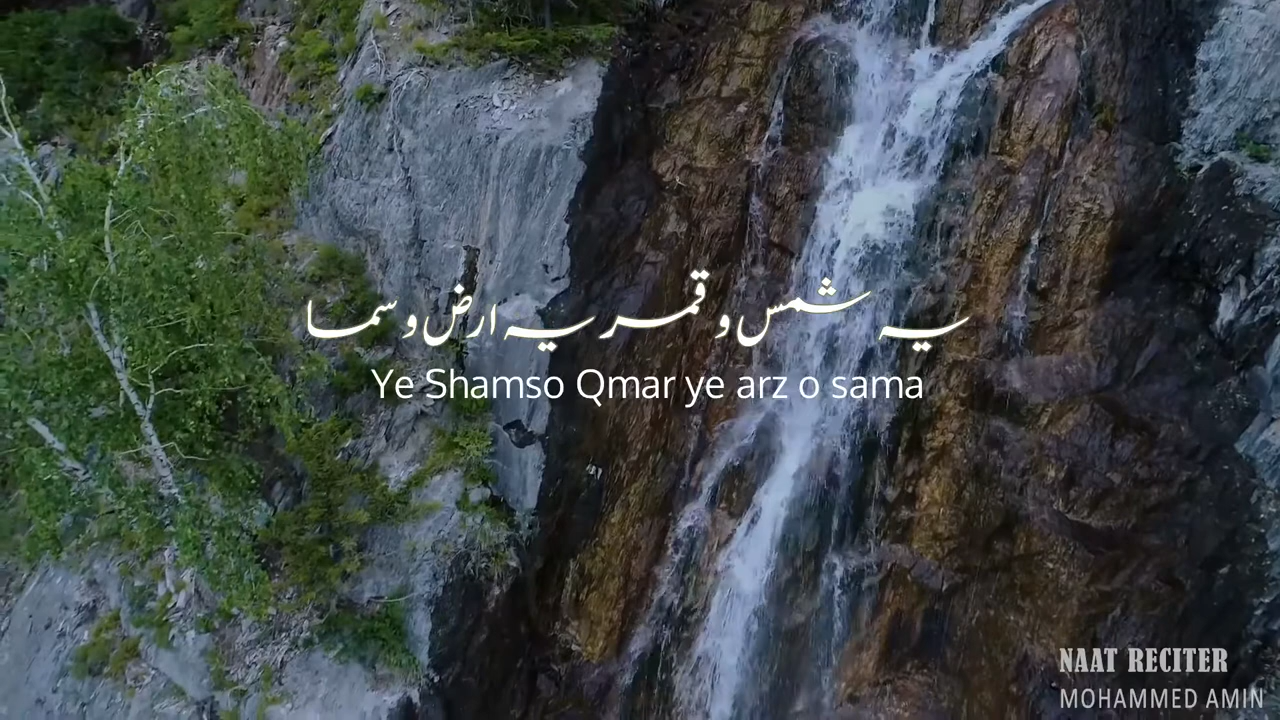 یہ شمس و قمر یہ ارض و سما
Ye Shamso Qmar ye arz o sama
NAAT RECITER
MOHAMMED AMIN